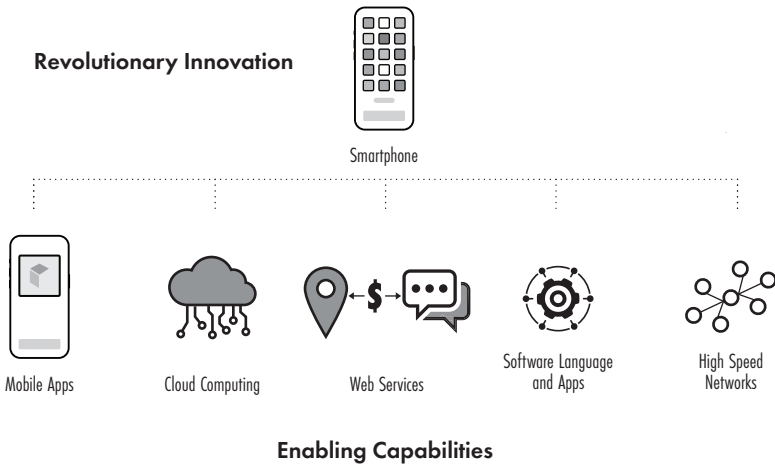 Revolutionary Innovation
Smartphone
Mobile Apps
Cloud Computing
$
Web Services
Software Language
and Apps
High Speed
Networks
Enabling Capabilities